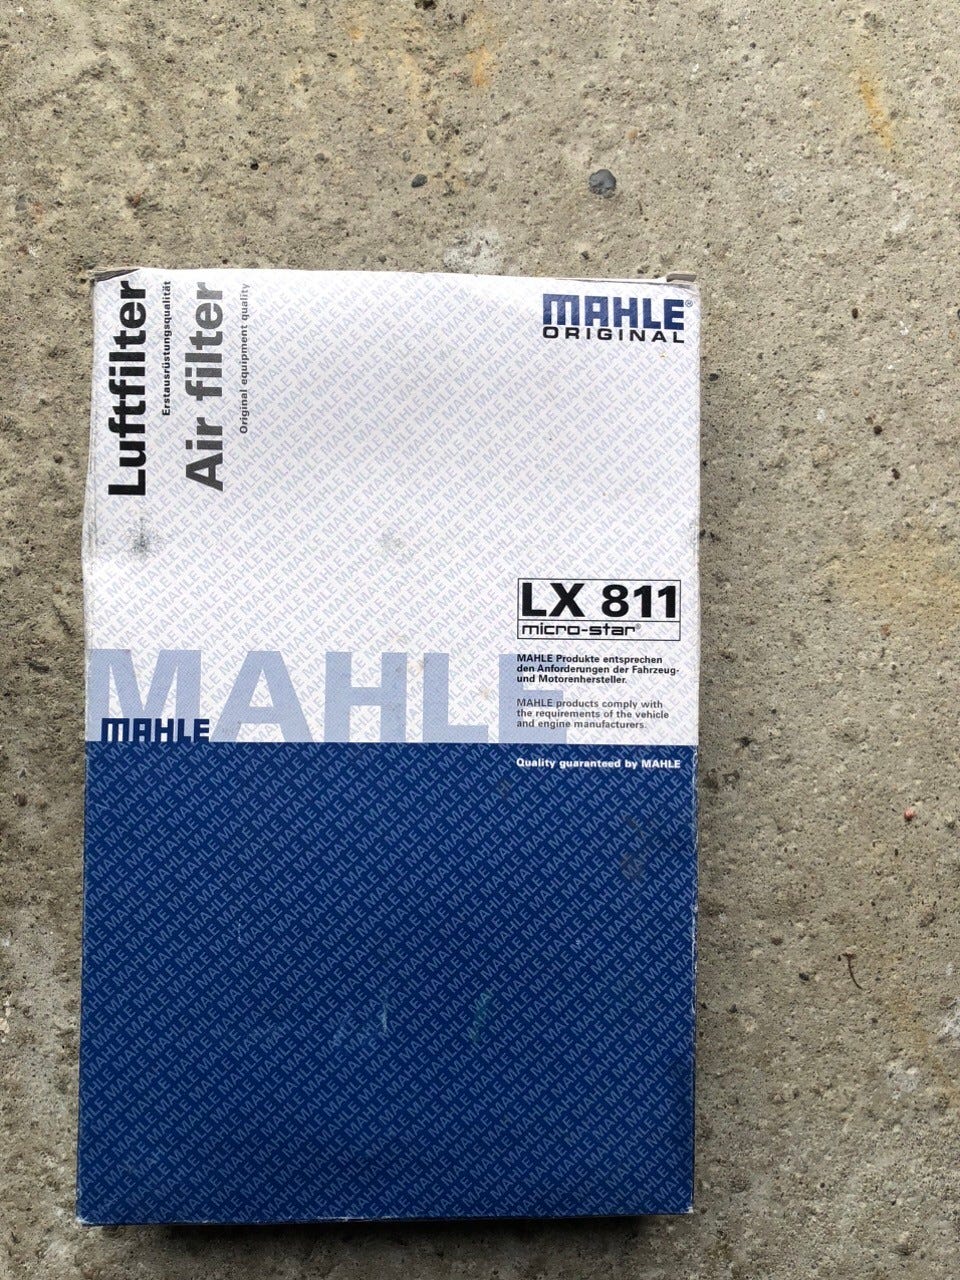 Luftfilter
Erstausrüstungsqualität
Air filter
Original equipment quality
MAHLE®
ORIGINAL
LX 811
micro-star®
MAHLE Produkte entsprechen
den Anforderungen der Fahrzeug-
und Motorenhersteller.
MAHLE products comply with
the requirements of the vehicle
and engine manufacturers.
MAHLE
MAHLE
Quality guaranteed by MAHLE